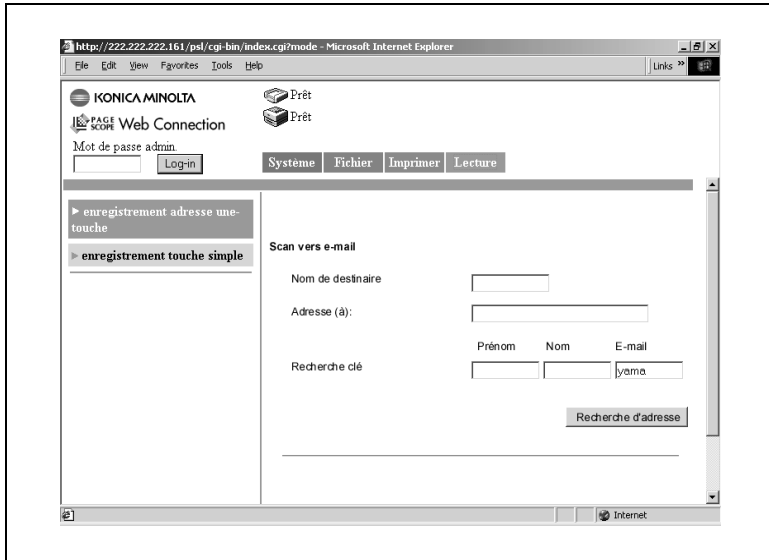 http://222.222.222.161/psl/cgi-bin/index.cgi?mode - Microsoft Internet Explorer
File Edit View Favorites Tools Help
Links »
KONICA MINOLTA
Prêt
PAGE SCOPE Web Connection
Prêt
Mot de passe admin.
Log-in
Système Fichier Imprimer Lecture
enregistrement adresse une-
touche
enregistrement touche simple
Scan vers e-mail
Nom de destinaire
Adresse (à):
Prénom Nom E-mail
Recherche clé
yama
Recherche d'adresse
Internet